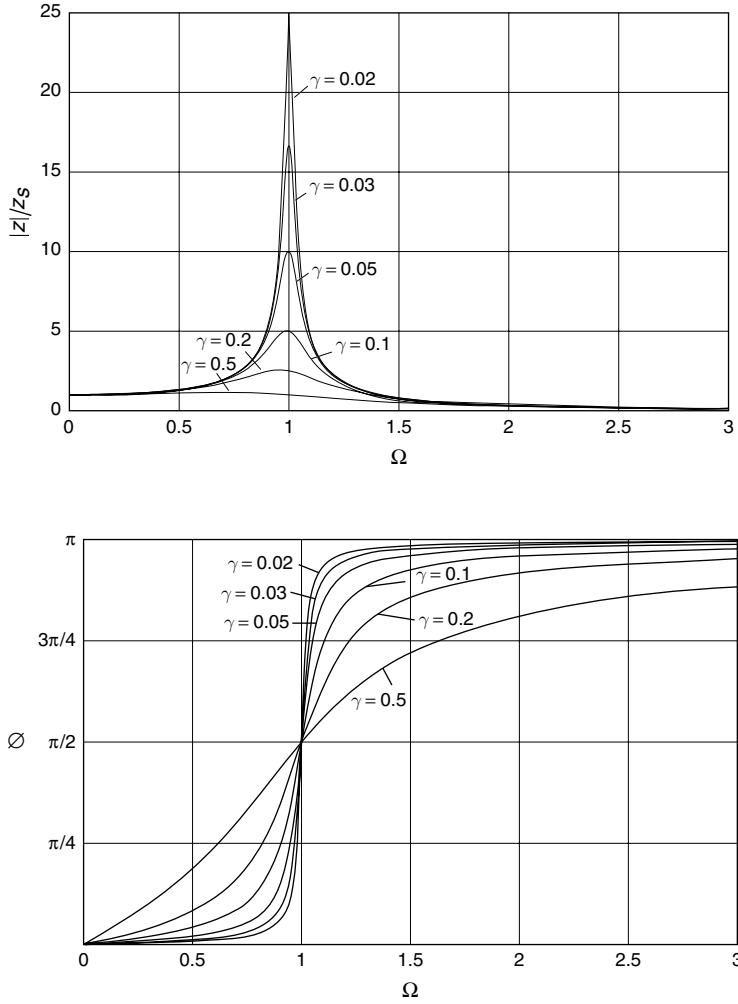 25
20
15
10
5
0
|z|/zs
γ = 0.02
γ = 0.03
γ = 0.05
γ = 0.2
γ = 0.1
γ = 0.5
0 0.5 1 1.5 2 2.5 3
Ω
π
3π/4
π/2
π/4
∅
γ = 0.02
γ = 0.1
γ = 0.03
γ = 0.05
γ = 0.2
γ = 0.5
0 0.5 1 1.5 2 2.5 3
Ω